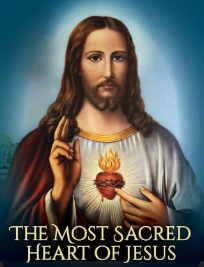 THE MOST SACRED
HEART OF JESUS